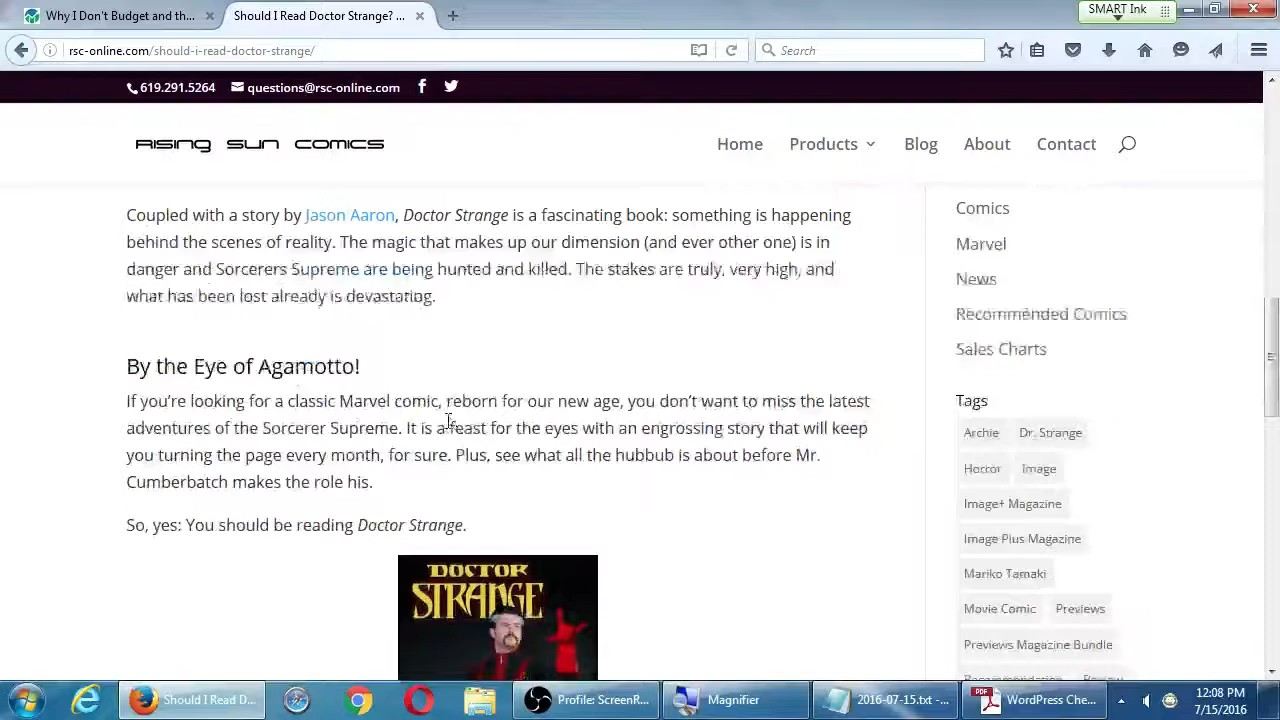 Why I Don't Budget and th...
Should I Read Doctor Strange? ...
SMART Ink
rsc-online.com/should-i-read-doctor-strange/
Search
619.291.5264
questions@rsc-online.com
RISING SUN COMICS
Home
Products
Blog
About
Contact
Coupled with a story by Jason Aaron, Doctor Strange is a fascinating book: something is happening
behind the scenes of reality. The magic that makes up our dimension (and ever other one) is in
danger and Sorcerers Supreme are being hunted and killed. The stakes are truly, very high, and
what has been lost already is devastating.
By the Eye of Agamotto!
If you're looking for a classic Marvel comic, reborn for our new age, you don't want to miss the latest
adventures of the Sorcerer Supreme. It is a feast for the eyes with an engrossing story that will keep
you turning the page every month, for sure. Plus, see what all the hubbub is about before Mr.
Cumberbatch makes the role his.
So, yes: You should be reading Doctor Strange.
DOCTOR
STRANGE
Comics
Marvel
News
Recommended Comics
Sales Charts
Tags
Archie
Dr. Strange
Horror
Image
Image+ Magazine
Image Plus Magazine
Mariko Tamaki
Movie Comic
Previews
Previews Magazine Bundle
Recommendation
Review
Should I Read D...
Profile: ScreenR...
Magnifier
2016-07-15.txt -...
WordPress Che...
12:08 PM
7/15/2016